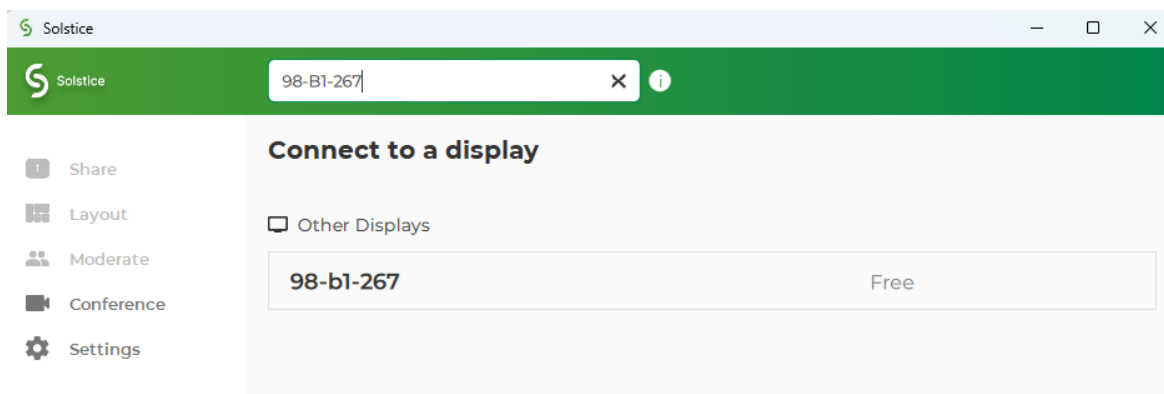 Solstice
Solstice
98-B1-267
Connect to a display
Share
Layout
Other Displays
Moderate
98-b1-267 Free
Conference
Settings